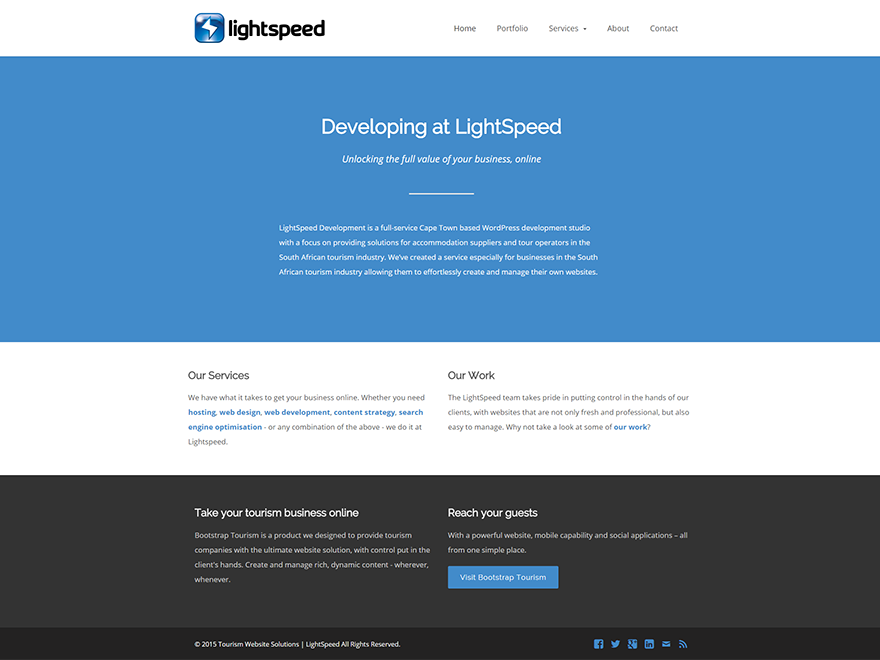 lightspeed
Home Portfolio Services About Contact
Developing at LightSpeed
Unlocking the full value of your business, online
LightSpeed Development is a full-service Cape Town based WordPress development studio
with a focus on providing solutions for accommodation suppliers and tour operators in the
South African tourism industry. We've created a service especially for businesses in the South
African tourism industry allowing them to effortlessly create and manage their own websites.
Our Services
We have what it takes to get your business online. Whether you need
hosting, web design, web development, content strategy, search
engine optimisation - or any combination of the above - we do it at
Lightspeed.
Our Work
The LightSpeed team takes pride in putting control in the hands of our
clients, with websites that are not only fresh and professional, but also
easy to manage. Why not take a look at some of our work?
Take your tourism business online
Bootstrap Tourism is a product we designed to provide tourism
companies with the ultimate website solution, with control put in the
client's hands. Create and manage rich, dynamic content - wherever,
whenever.
Reach your guests
With a powerful website, mobile capability and social applications – all
from one simple place.
Visit Bootstrap Tourism
© 2015 Tourism Website Solutions | LightSpeed All Rights Reserved.